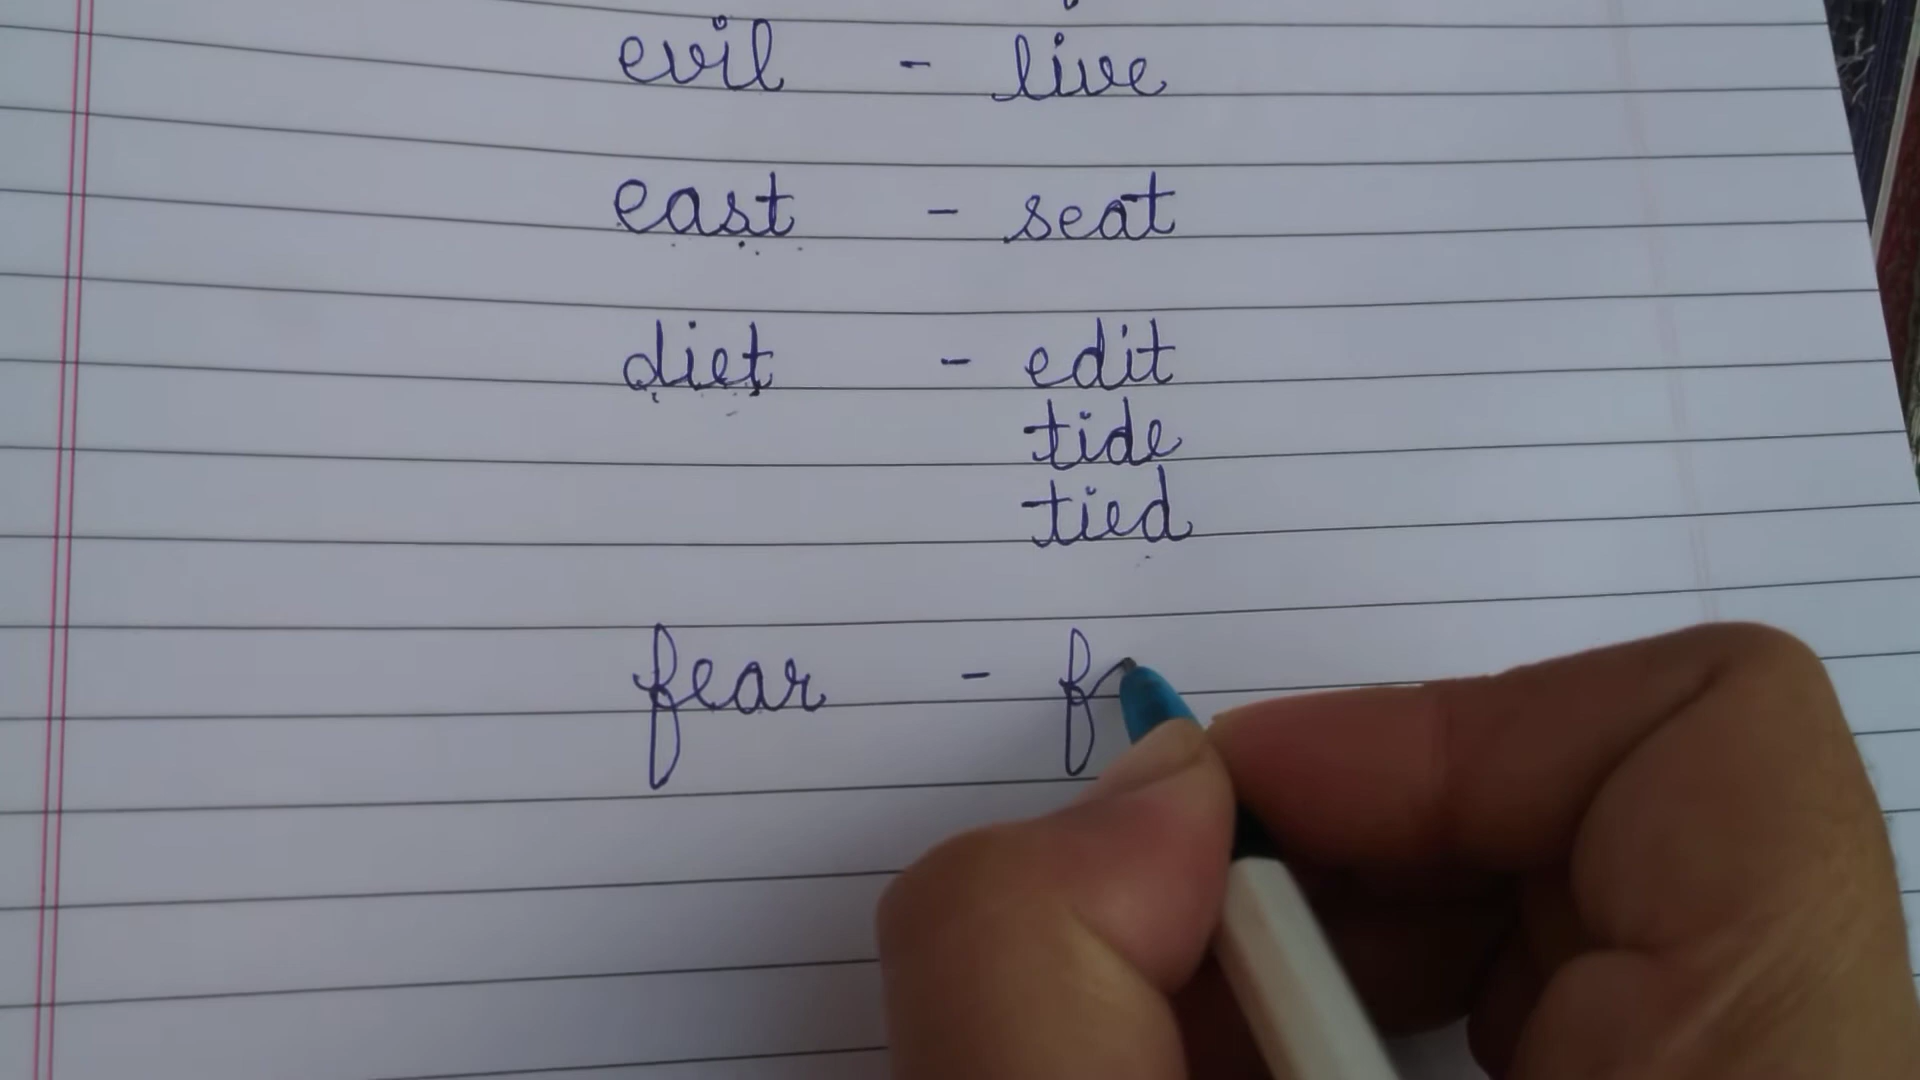 evil - live
east - seat
diet - edit
tide
tied
fear - f